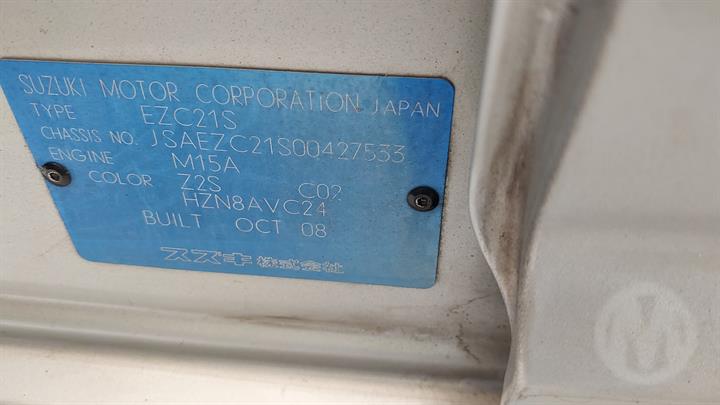 SUZUKI MOTOR CORPORATION JAPAN
TYPE EZC21S
CHASSIS NO. JSAEZC21S00427533
ENGINE M15A
COLOR Z2S C02
HZN8AVC24
BUILT OCT 08
スズキ株式会社